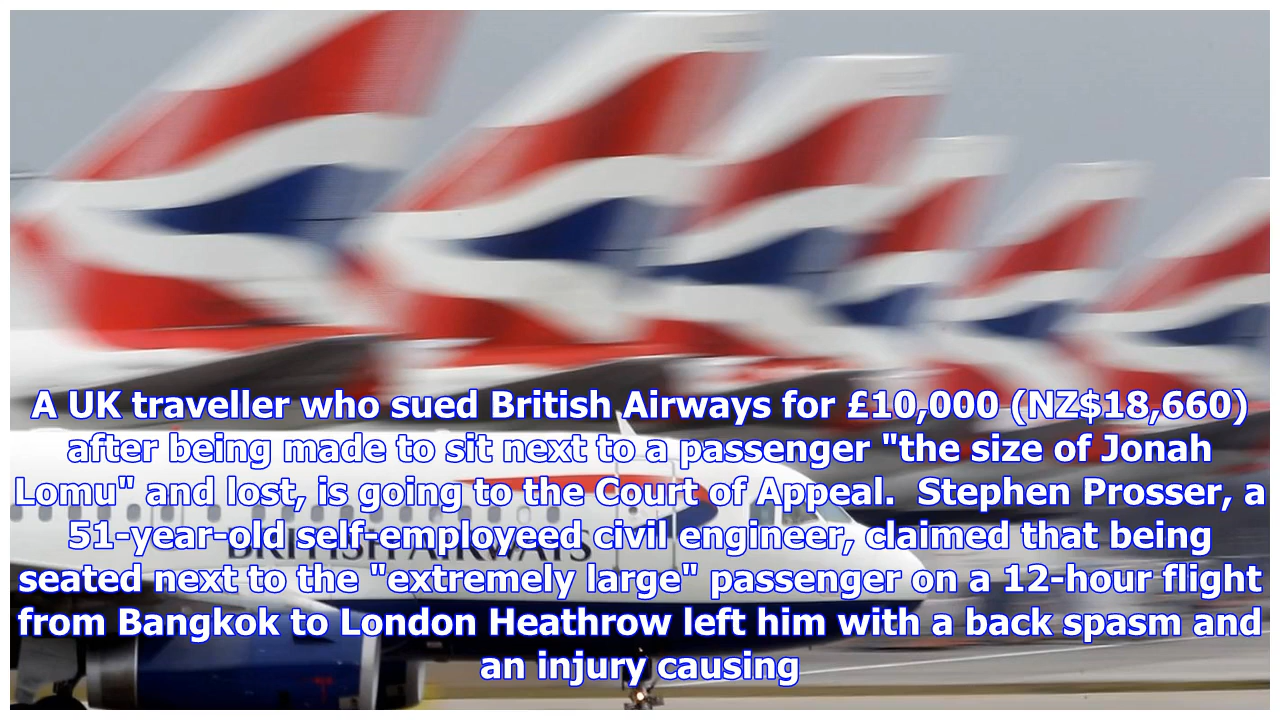 A UK traveller who sued British Airways for £10,000 (NZ$18,660)
after being made to sit next to a passenger "the size of Jonah
Lomu" and lost, is going to the Court of Appeal.  Stephen Prosser, a
51-year-old self-employeed civil engineer, claimed that being
BRITISH AIRWAYS
seated next to the "extremely large" passenger on a 12-hour flight
from Bangkok to London Heathrow left him with a back spasm and
an injury causing